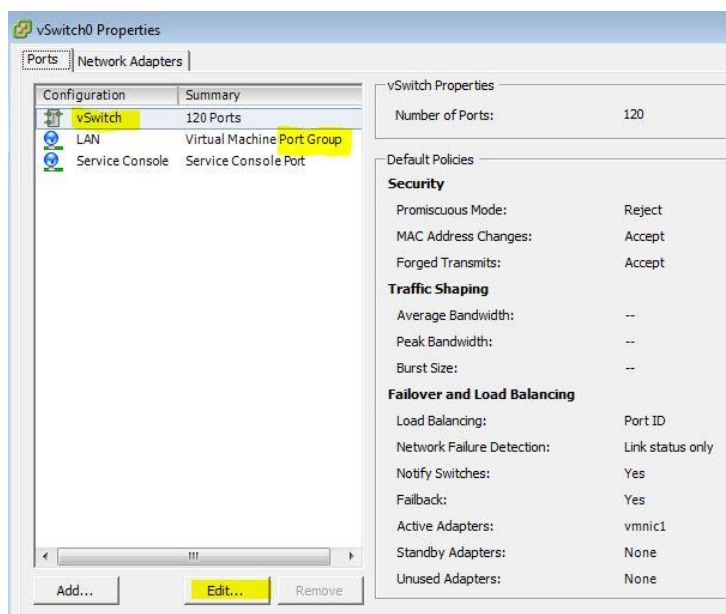 vSwitch0 Properties
Ports Network Adapters
Configuration Summary
vSwitch 120 Ports
LAN Virtual Machine Port Group
Service Console Service Console Port
Add... Edit... Remove
vSwitch Properties
Number of Ports: 120
Default Policies
Security
Promiscuous Mode: Reject
MAC Address Changes: Accept
Forged Transmits: Accept
Traffic Shaping
Average Bandwidth: --
Peak Bandwidth: --
Burst Size: --
Failover and Load Balancing
Load Balancing: Port ID
Network Failure Detection: Link status only
Notify Switches: Yes
Failback: Yes
Active Adapters: vmnic1
Standby Adapters: None
Unused Adapters: None